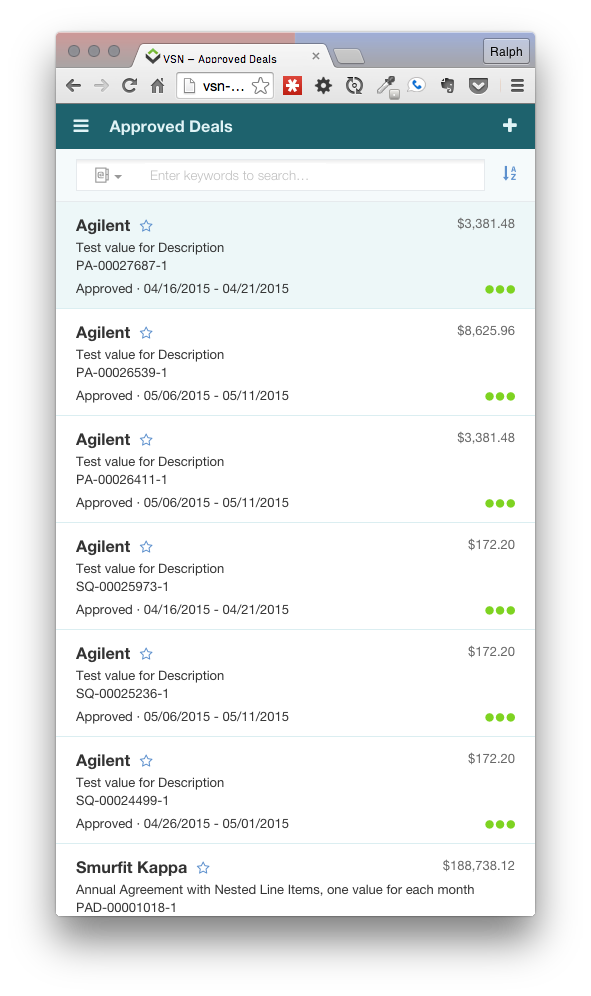 VSN – Approved Deals
Ralph
vsn-...
Approved Deals
Enter keywords to search...
A
Z
Agilent
$3,381.48
Test value for Description
PA-00027687-1
Approved · 04/16/2015 - 04/21/2015
Agilent
$8,625.96
Test value for Description
PA-00026539-1
Approved · 05/06/2015 - 05/11/2015
Agilent
$3,381.48
Test value for Description
PA-00026411-1
Approved · 05/06/2015 - 05/11/2015
Agilent
$172.20
Test value for Description
SQ-00025973-1
Approved · 04/16/2015 - 04/21/2015
Agilent
$172.20
Test value for Description
SQ-00025236-1
Approved · 05/06/2015 - 05/11/2015
Agilent
$172.20
Test value for Description
SQ-00024499-1
Approved · 04/26/2015 - 05/01/2015
Smurfit Kappa
$188,738.12
Annual Agreement with Nested Line Items, one value for each month
PAD-00001018-1